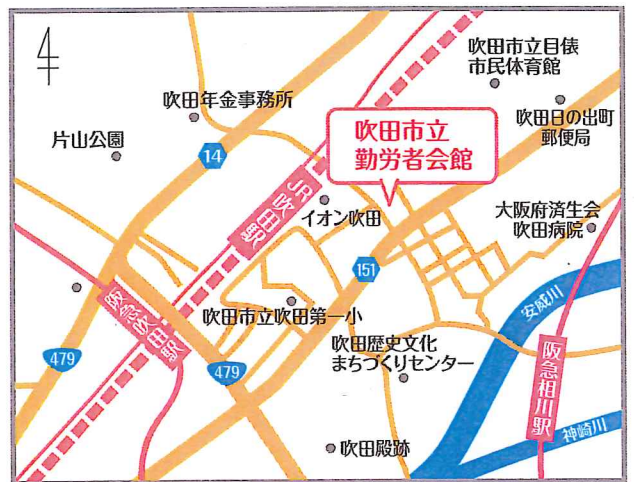 吹田市立目俵
市民体育館
吹田年金事務所
吹田日の出町
郵便局
片山公園
吹田市立
勤労者会館
14
JR吹田駅
イオン吹田
大阪府済生会
吹田病院
151
安威川
阪急吹田駅
吹田市立吹田第一小
479
479
吹田歴史文化
まちづくりセンター
阪急相川駅
神崎川
吹田殿跡